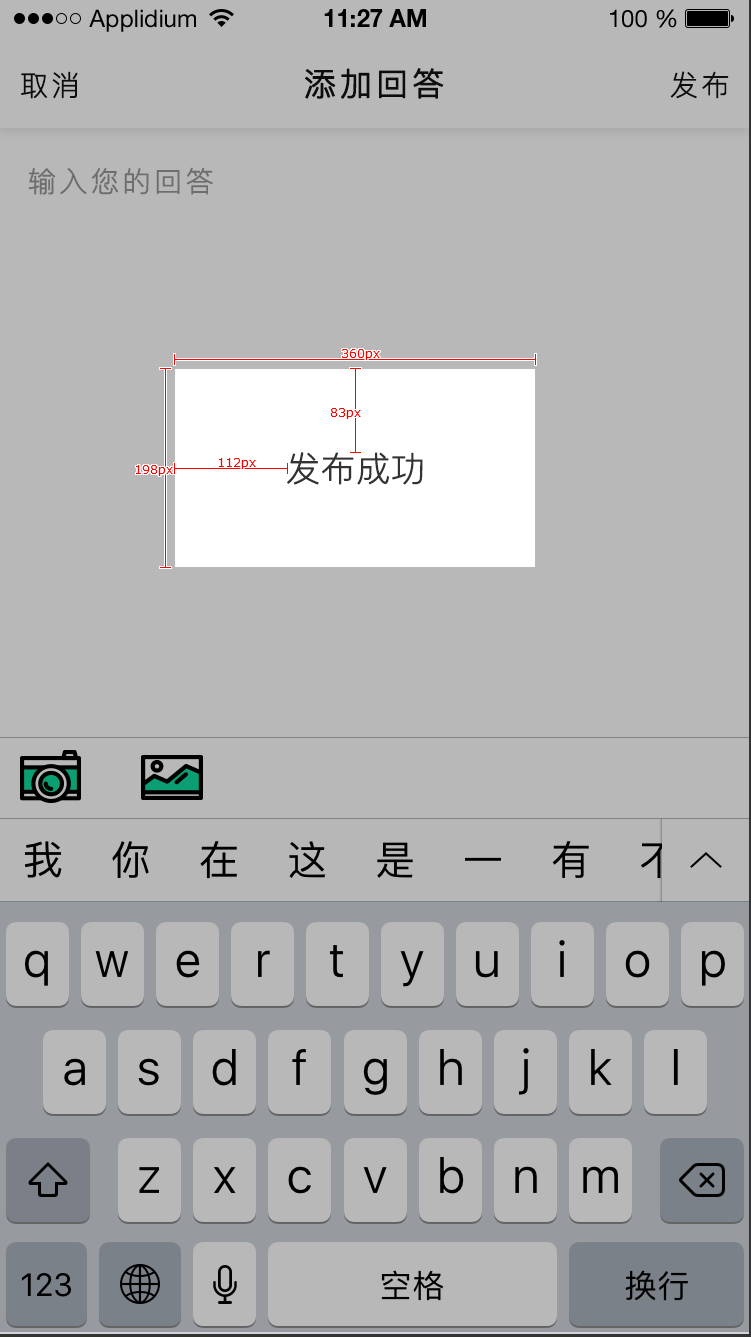 Applidium 11:27 AM 100 %
取消 添加回答 发布
输入您的回答
360px
83px
112px
198px
发布成功
我 你 在 这 是 一 有 不
q w e r t y u i o p
a s d f g h j k l
z x c v b n m
123 空格 换行